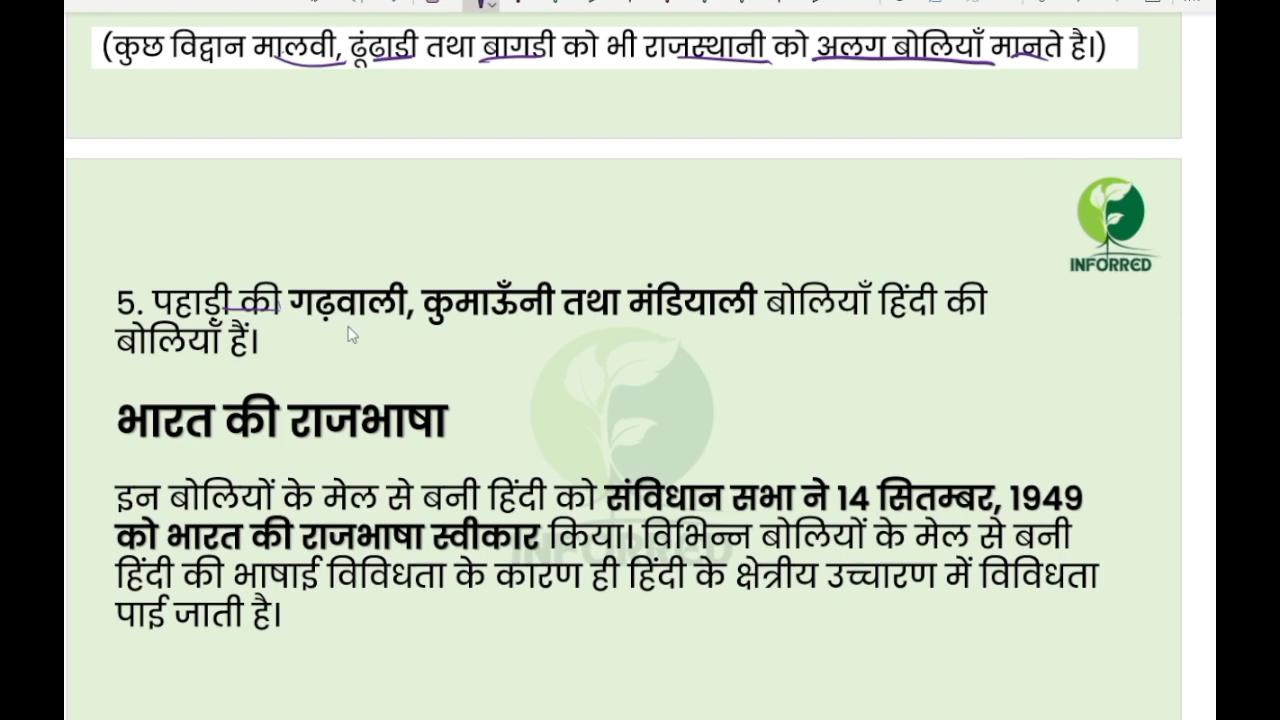 (कुछ विद्वान मालवी, ढूंढाडी तथा बागडी को भी राजस्थानी को अलग बोलियाँ मानते है।)
INFORRED
5. पहाड़ी की गढ़वाली, कुमाऊँनी तथा मंडियाली बोलियाँ हिंदी की
बोलियाँ हैं।
भारत की राजभाषा
इन बोलियों के मेल से बनी हिंदी को संविधान सभा ने 14 सितम्बर, 1949
को भारत की राजभाषा स्वीकार किया। विभिन्न बोलियों के मेल से बनी
हिंदी की भाषाई विविधता के कारण ही हिंदी के क्षेत्रीय उच्चारण में विविधता
पाई जाती है।
INFORRED